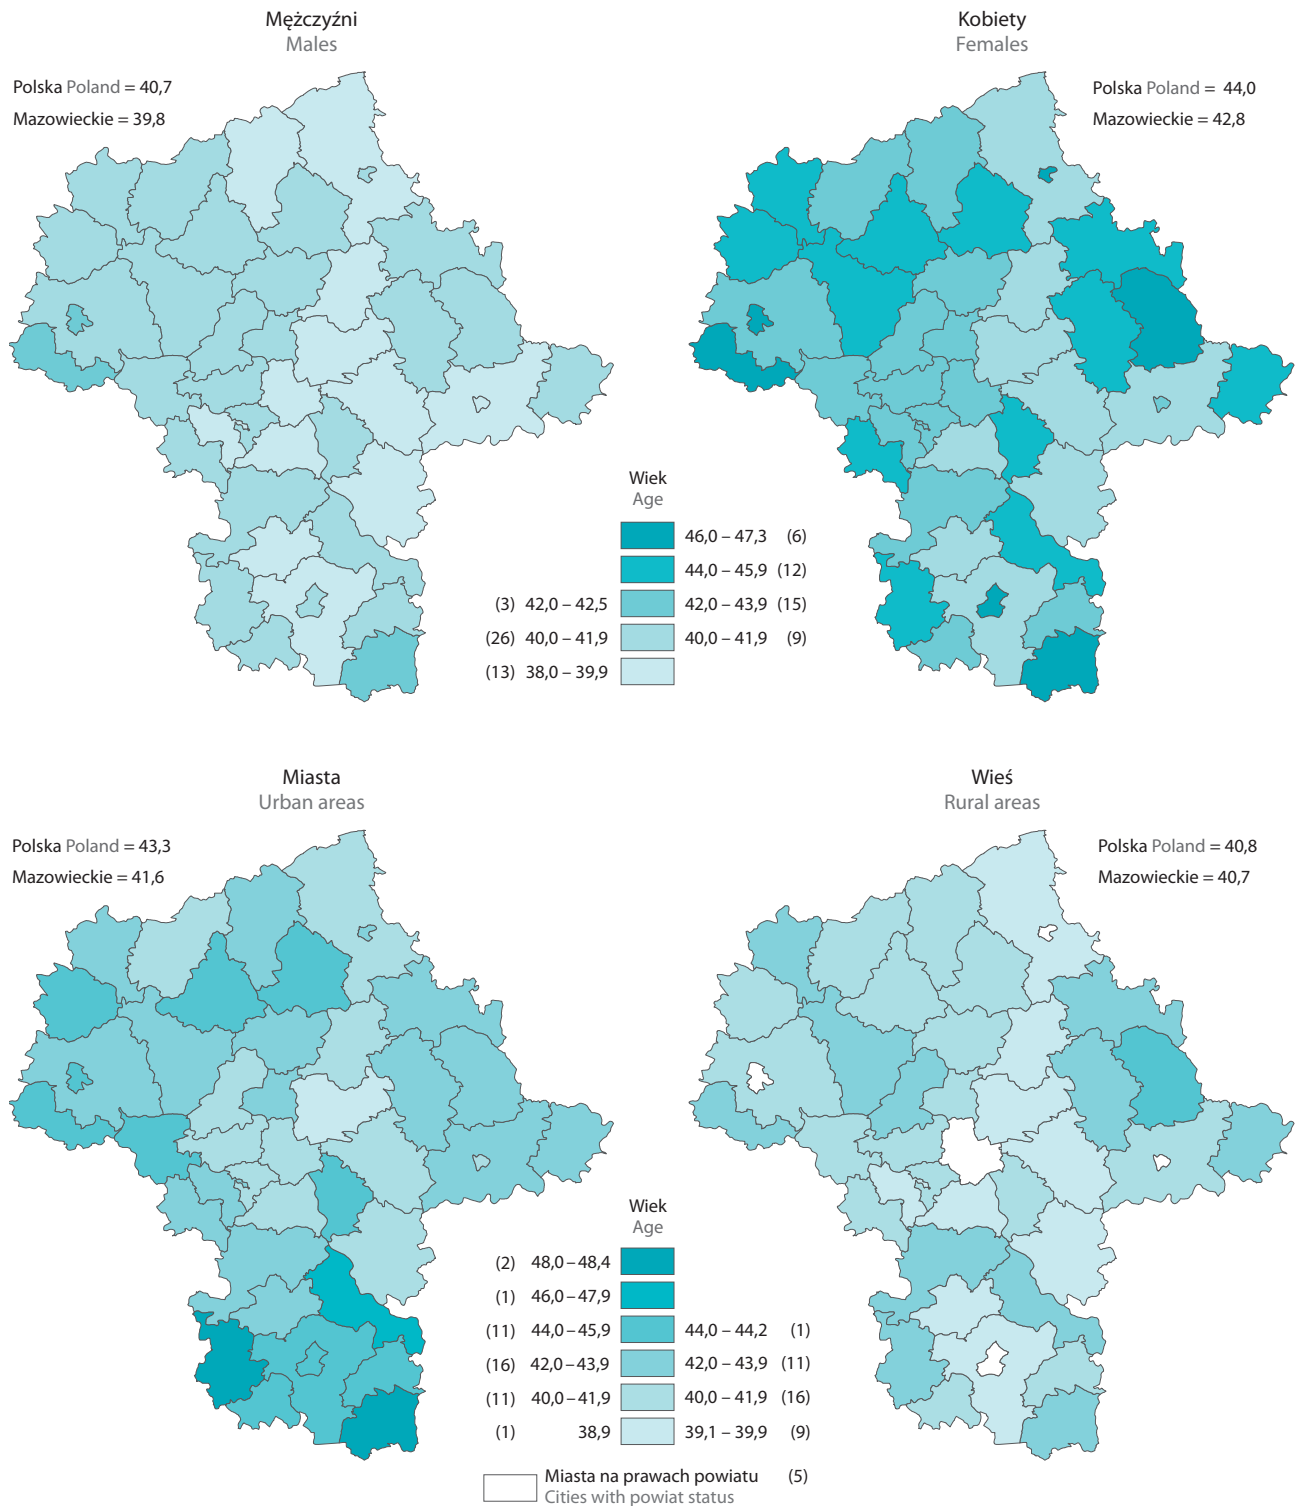 Mężczyźni
Males
Polska Poland = 40,7
Mazowieckie = 39,8
Kobiety
Females
Polska Poland = 44,0
Mazowieckie = 42,8
Wiek
Age
46,0 – 47,3 (6)
44,0 – 45,9 (12)
(3) 42,0 – 42,5 42,0 – 43,9 (15)
(26) 40,0 – 41,9 40,0 – 41,9 (9)
(13) 38,0 – 39,9
Miasta
Urban areas
Polska Poland = 43,3
Mazowieckie = 41,6
Wieś
Rural areas
Polska Poland = 40,8
Mazowieckie = 40,7
Wiek
Age
(2) 48,0 – 48,4
(1) 46,0 – 47,9
(11) 44,0 – 45,9 44,0 – 44,2 (1)
(16) 42,0 – 43,9 42,0 – 43,9 (11)
(11) 40,0 – 41,9 40,0 – 41,9 (16)
(1) 38,9 39,1 – 39,9 (9)
Miasta na prawach powiatu (5)
Cities with powiat status